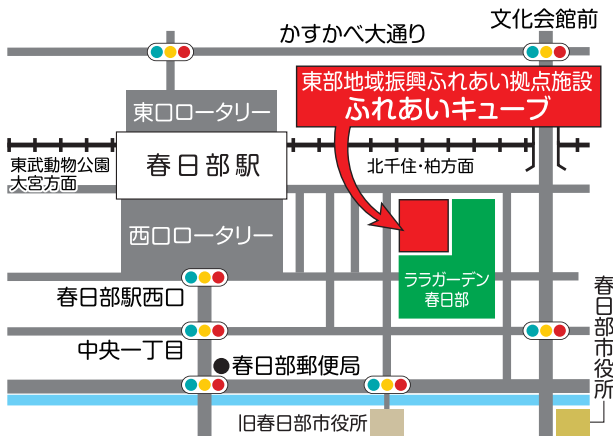 文化会館前
かすかべ大通り
東部地域振興ふれあい拠点施設
ふれあいキューブ
東口ロータリー
東武動物公園
大宮方面
春日部駅
北千住・柏方面
西口ロータリー
ララガーデン
春日部
春日部駅西口
中央一丁目
春日部郵便局
旧春日部市役所
春日部市役所